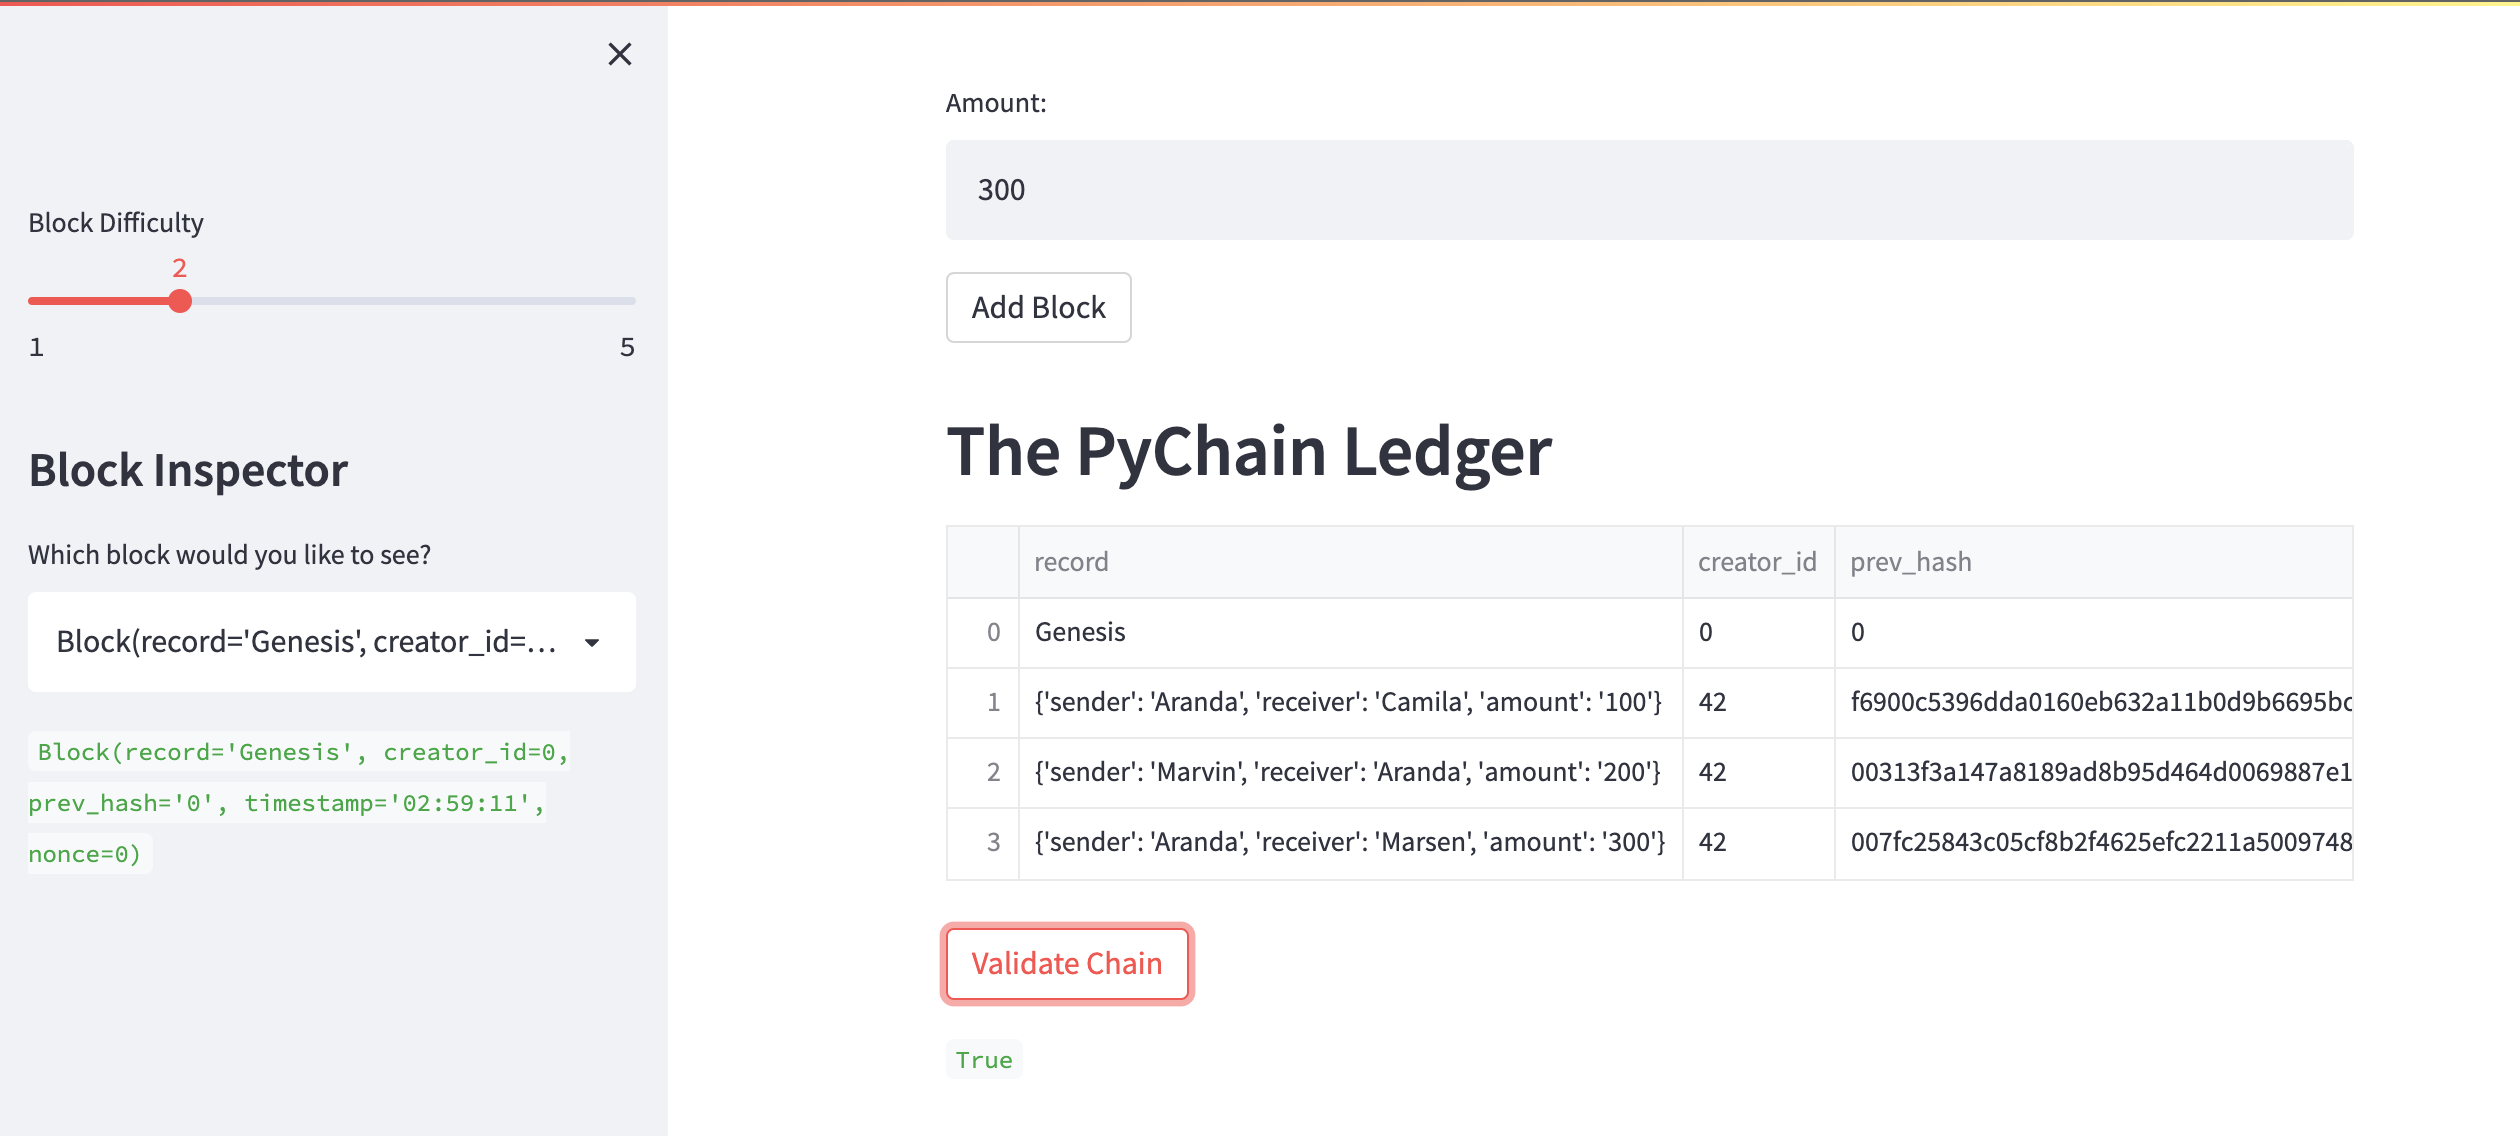 Block Difficulty
2
1 5
Block Inspector
Which block would you like to see?
Block(record='Genesis', creator_id=...
Block(record='Genesis', creator_id=0,
prev_hash='0', timestamp='02:59:11',
nonce=0)
Amount:
300
Add Block
The PyChain Ledger
record creator_id prev_hash
0 Genesis 0 0
1 {'sender': 'Aranda', 'receiver': 'Camila', 'amount': '100'} 42 f6900c5396dda0160eb632a11b0d9b6695bc
2 {'sender': 'Marvin', 'receiver': 'Aranda', 'amount': '200'} 42 00313f3a147a8189ad8b95d464d0069887e1
3 {'sender': 'Aranda', 'receiver': 'Marsen', 'amount': '300'} 42 007fc25843c05cf8b2f4625efc2211a5009748
Validate Chain
True